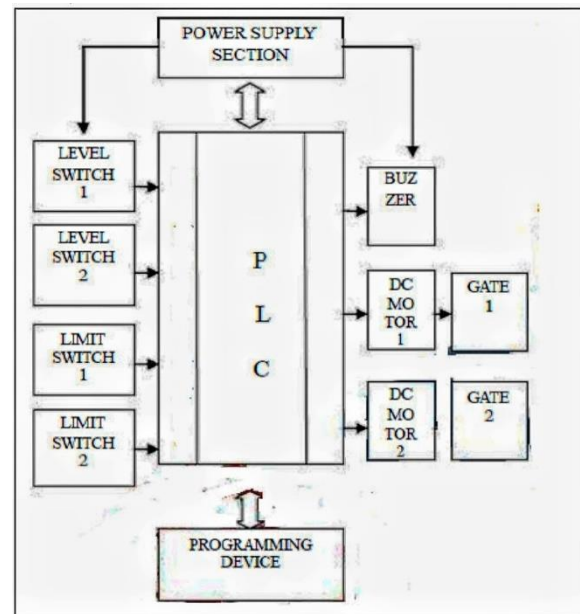 POWER SUPPLY
SECTION
LEVEL
SWITCH
1
LEVEL
SWITCH
2
LIMIT
SWITCH
1
LIMIT
SWITCH
2
P
L
C
BUZ
ZER
DC
MO
TOR
1
GATE
1
DC
MO
TOR
2
GATE
2
PROGRAMMING
DEVICE